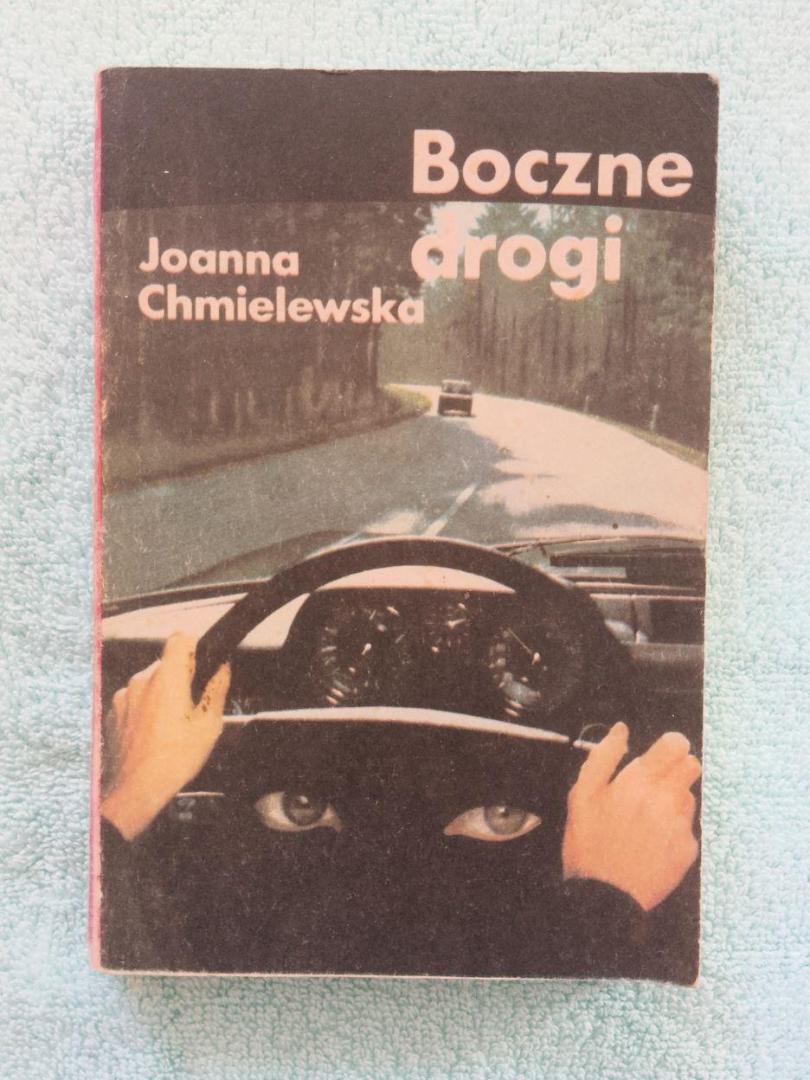 Boczne
drogi
Joanna
Chmielewska